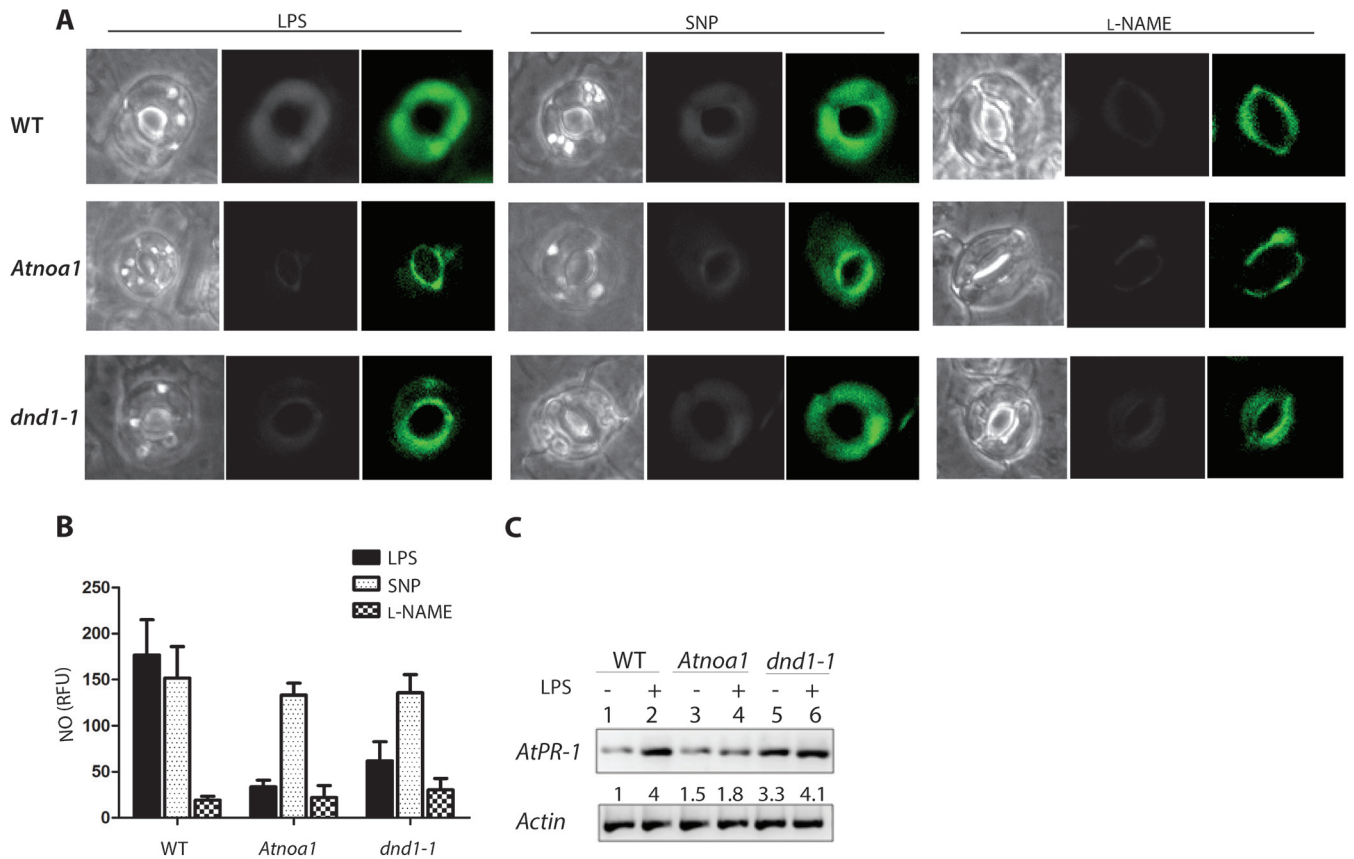 A
LPS
SNP
L-NAME
WT
Atnoa1
dnd1-1
B
LPS
SNP
L-NAME
NO (RFU)
250
200
150
100
50
0
WT
Atnoa1
dnd1-1
C
WT Atnoa1 dnd1-1
LPS - + - + - +
1 2 3 4 5 6
AtPR-1
1 4 1.5 1.8 3.3 4.1
Actin